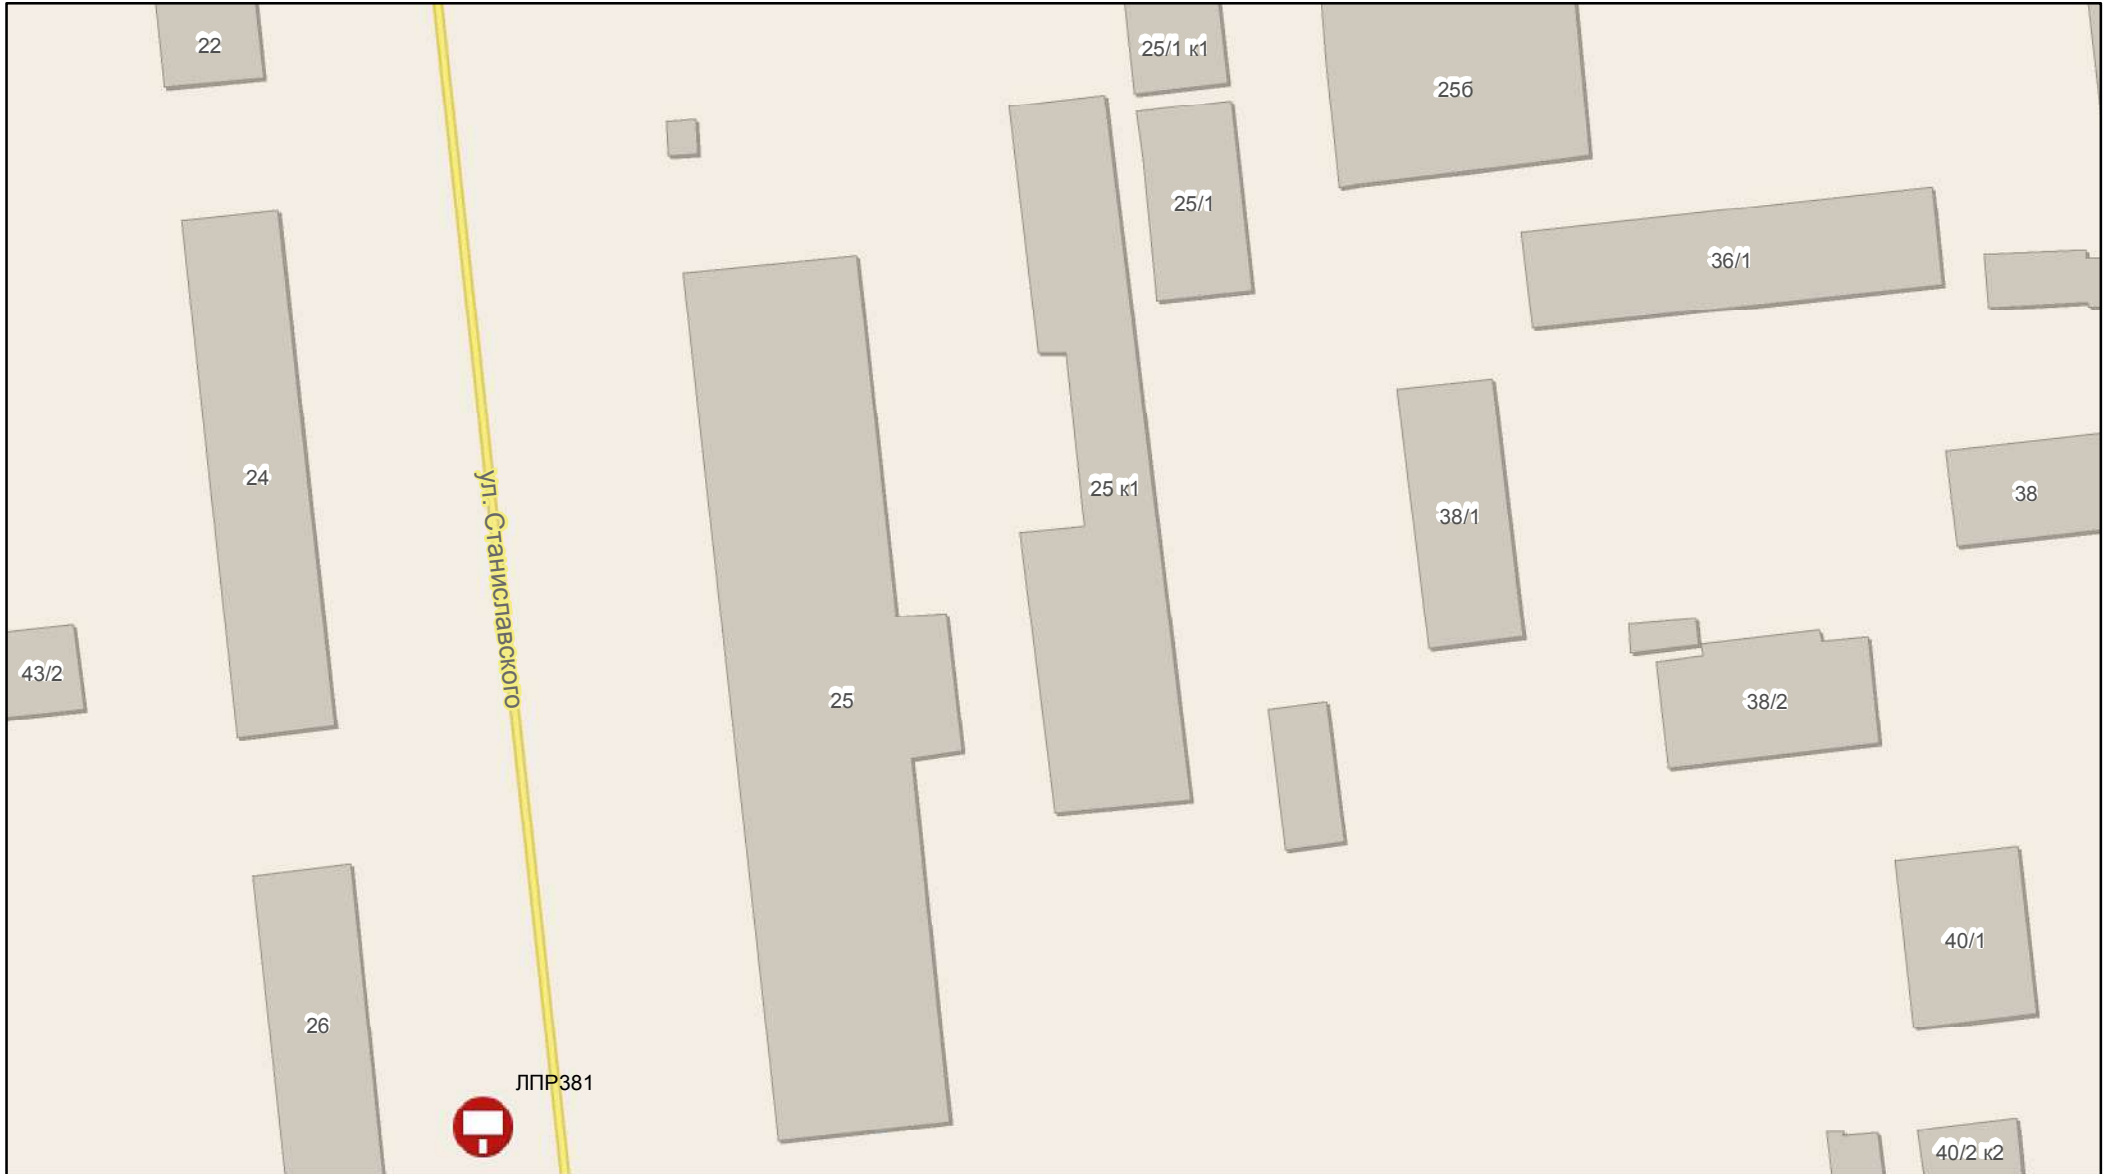 22
25/1 к1
25б
25/1
36/1
24
ул. Станиславского
25 к1
38/1
38
43/2
25
38/2
40/1
26
ЛПР381
40/2 к2